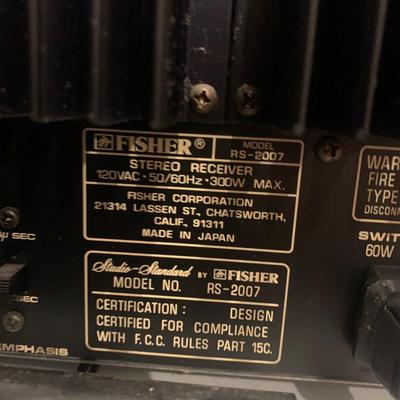 FISHER®
MODEL
RS-2007
STEREO RECEIVER
120VAC • 50/60Hz • 300W MAX.
FISHER CORPORATION
21314 LASSEN ST., CHATSWORTH,
CALIF., 91311
MADE IN JAPAN
Studio-Standard BY FISHER
MODEL NO. RS-2007
CERTIFICATION: DESIGN
CERTIFIED FOR COMPLIANCE
WITH F.C.C. RULES PART 15C.
µ SEC
SEC
EMPHASIS
WAR
FIRE
TYPE
DISCONN
SWIT
60W